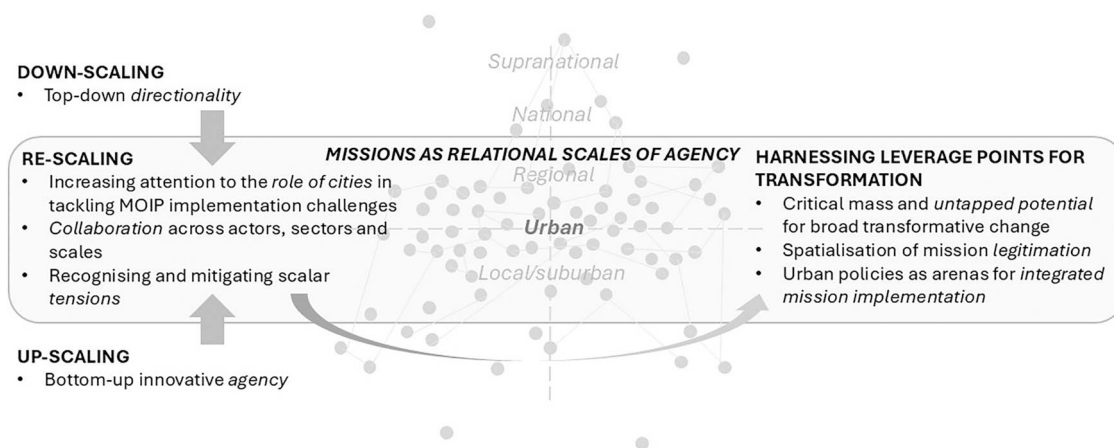 DOWN-SCALING
• Top-down directionality
RE-SCALING
• Increasing attention to the role of cities in
tackling MOIP implementation challenges
• Collaboration across actors, sectors and
scales
• Recognising and mitigating scalar
tensions
UP-SCALING
• Bottom-up innovative agency
Supranational
National
MISSIONS AS RELATIONAL SCALES OF AGENCY
Regional
Urban
Local/suburban
HARNESSING LEVERAGE POINTS FOR
TRANSFORMATION
• Critical mass and untapped potential
for broad transformative change
• Spatialisation of mission legitimation
• Urban policies as arenas for integrated
mission implementation